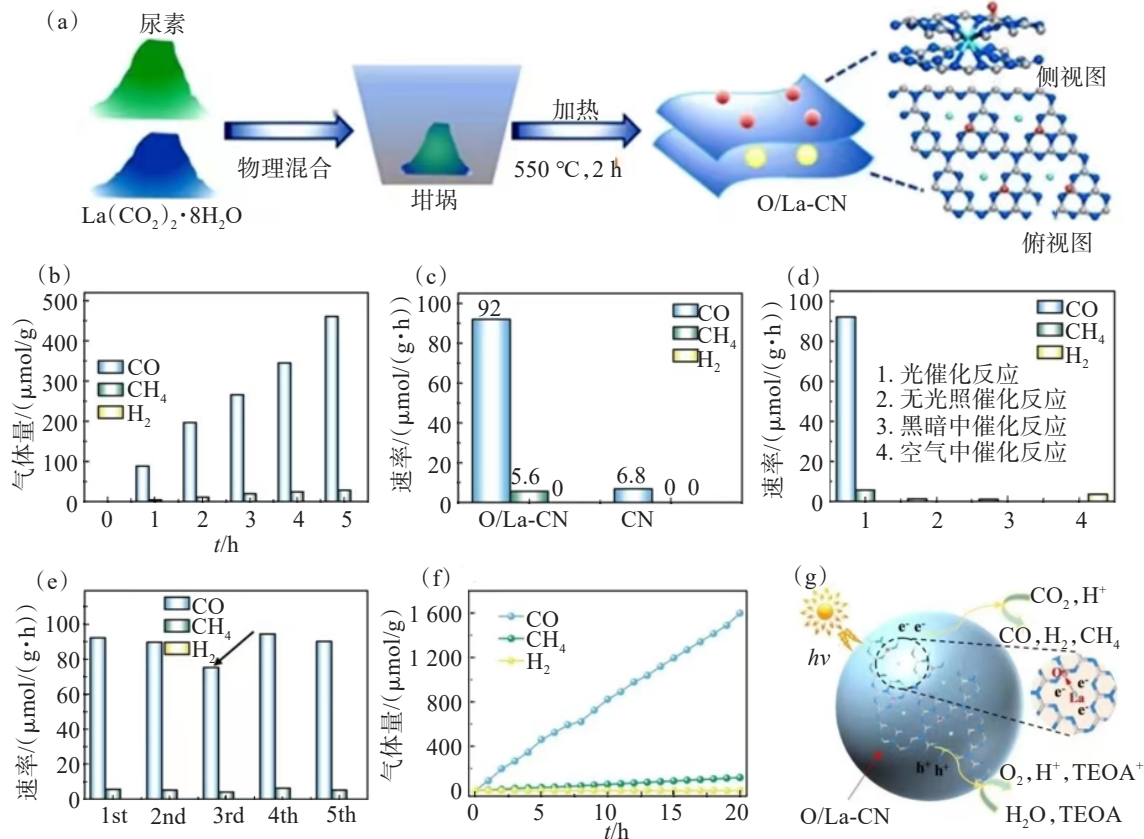 (a)
尿素
La(CO₂)₂·8H₂O
物理混合
坩埚
加热
550 ℃,2 h
O/La-CN
侧视图
俯视图
(b)
气体量/(μmol/g)
500
400
300
200
100
0
CO
CH₄
H₂
0 1 2 3 4 5
t/h
(c)
速率/(μmol/(g·h)
100
80
60
40
20
0
92
5.6
0
6.8
0 0
CO
CH₄
H₂
O/La-CN CN
(d)
速率/(μmol/(g·h)
100
80
60
40
20
0
CO
CH₄
H₂
1. 光催化反应
2. 无光照催化反应
3. 黑暗中催化反应
4. 空气中催化反应
1 2 3 4
(e)
速率/(μmol/(g·h)
100
80
60
40
20
0
CO
CH₄
H₂
1st 2nd 3rd 4th 5th
(f)
气体量/(μmol/g)
1 600
1 200
800
400
0
CO
CH₄
H₂
0 5 10 15 20
t/h
(g)
hv
e⁻ e⁻
CO₂,H⁺
CO,H₂,CH₄
O
e⁻
e⁻
La
e⁻
h⁺ h⁺
O₂,H⁺,TEOA⁺
H₂O,TEOA
O/La-CN